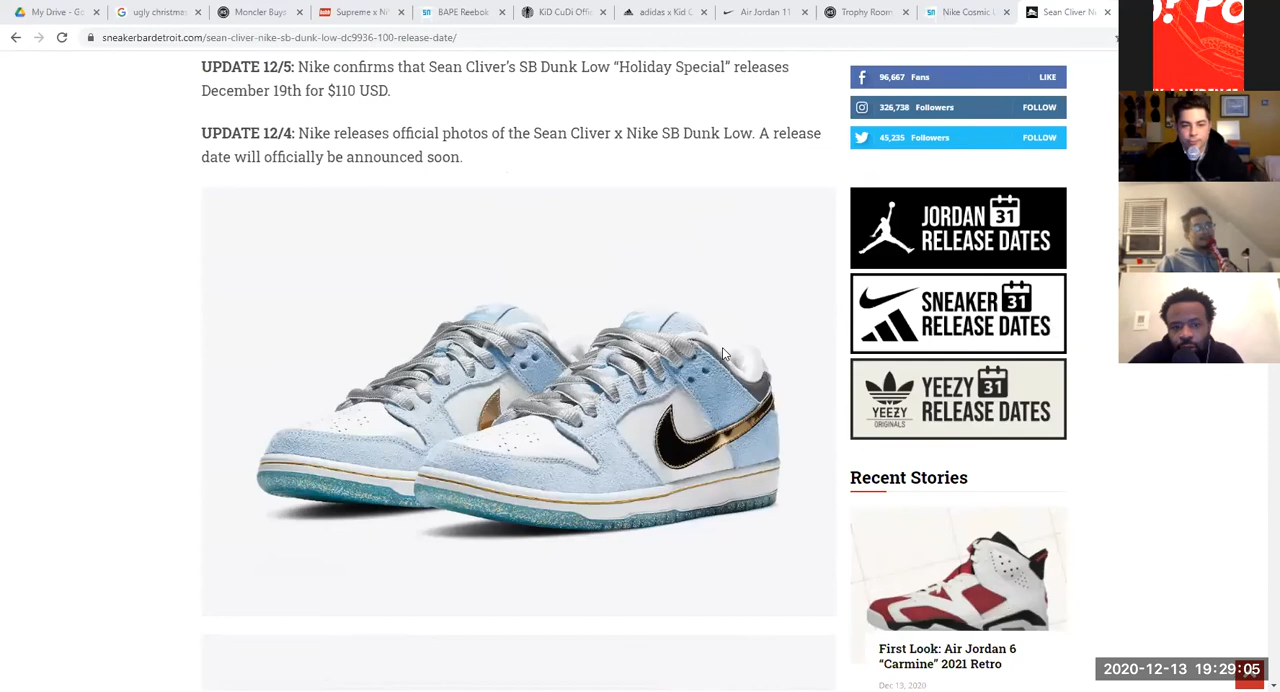 My Drive - Go
ugly christmas
Moncler Buys
Supreme x Ni
BAPE Reebok
KiD CuDi Offi
adidas x Kid C
Air Jordan 11
Trophy Room
Nike Cosmic
Sean Cliver Ni
sneakerbardetroit.com/sean-cliver-nike-sb-dunk-low-dc9936-100-release-date/
UPDATE 12/5: Nike confirms that Sean Cliver's SB Dunk Low “Holiday Special” releases
December 19th for $110 USD.
UPDATE 12/4: Nike releases official photos of the Sean Cliver x Nike SB Dunk Low. A release
date will officially be announced soon.
96,667 Fans LIKE
326,738 Followers FOLLOW
45,235 Followers FOLLOW
JORDAN 31
RELEASE DATES
SNEAKER 31
RELEASE DATES
YEEZY 31
RELEASE DATES
YEEZY
ORIGINALS
Recent Stories
First Look: Air Jordan 6
“Carmine” 2021 Retro
Dec 13, 2020
2020-12-13 19:29:05